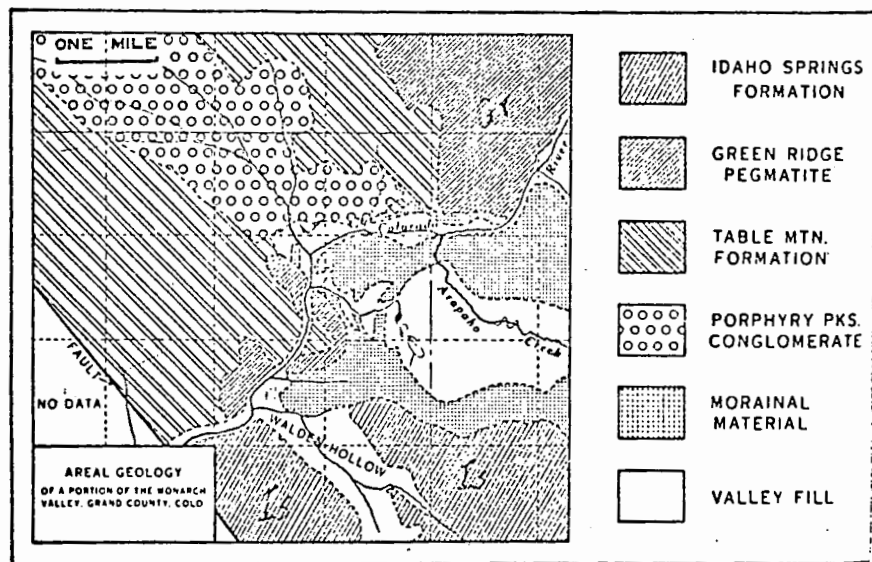 ONE MILE
River
Colorado
Arapaho
Creek
FAULT
NO DATA
WALDEN HOLLOW
Is
Is
AREAL GEOLOGY
OF A PORTION OF THE MONARCH
VALLEY, GRAND COUNTY, COLO
IDAHO SPRINGS
FORMATION
GREEN RIDGE
PEGMATITE
TABLE MTN.
FORMATION
PORPHYRY PKS.
CONGLOMERATE
MORAINAL
MATERIAL
VALLEY FILL